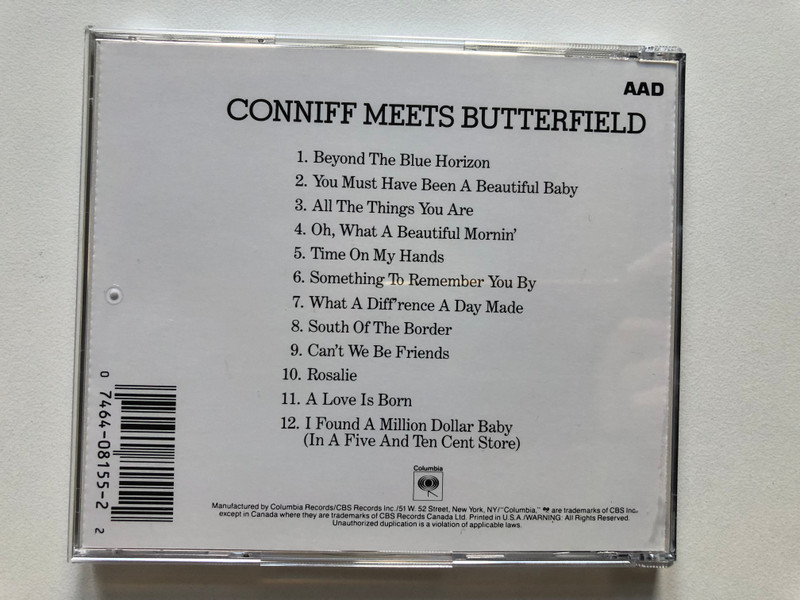 AAD
CONNIFF MEETS BUTTERFIELD
1. Beyond The Blue Horizon
2. You Must Have Been A Beautiful Baby
3. All The Things You Are
4. Oh, What A Beautiful Mornin'
5. Time On My Hands
6. Something To Remember You By
7. What A Diff'rence A Day Made
8. South Of The Border
9. Can't We Be Friends
10. Rosalie
11. A Love Is Born
12. I Found A Million Dollar Baby
(In A Five And Ten Cent Store)
0 7464-08155-2 2
Columbia
Manufactured by Columbia Records/CBS Records Inc./51 W. 52 Street, New York, NY/"Columbia," are trademarks of CBS Inc.
except in Canada where they are trademarks of CBS Records Canada Ltd. Printed in U.S.A./WARNING: All Rights Reserved.
Unauthorized duplication is a violation of applicable laws.